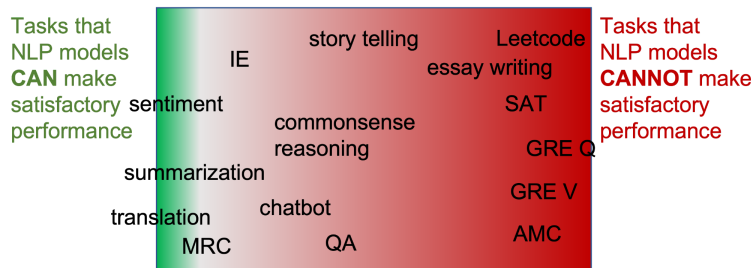 Tasks that
NLP models
CAN make
satisfactory
performance
IE
story telling
Leetcode
essay writing
sentiment
SAT
commonsense
reasoning
GRE Q
summarization
GRE V
translation
chatbot
MRC
QA
AMC
Tasks that
NLP models
CANNOT make
satisfactory
performance